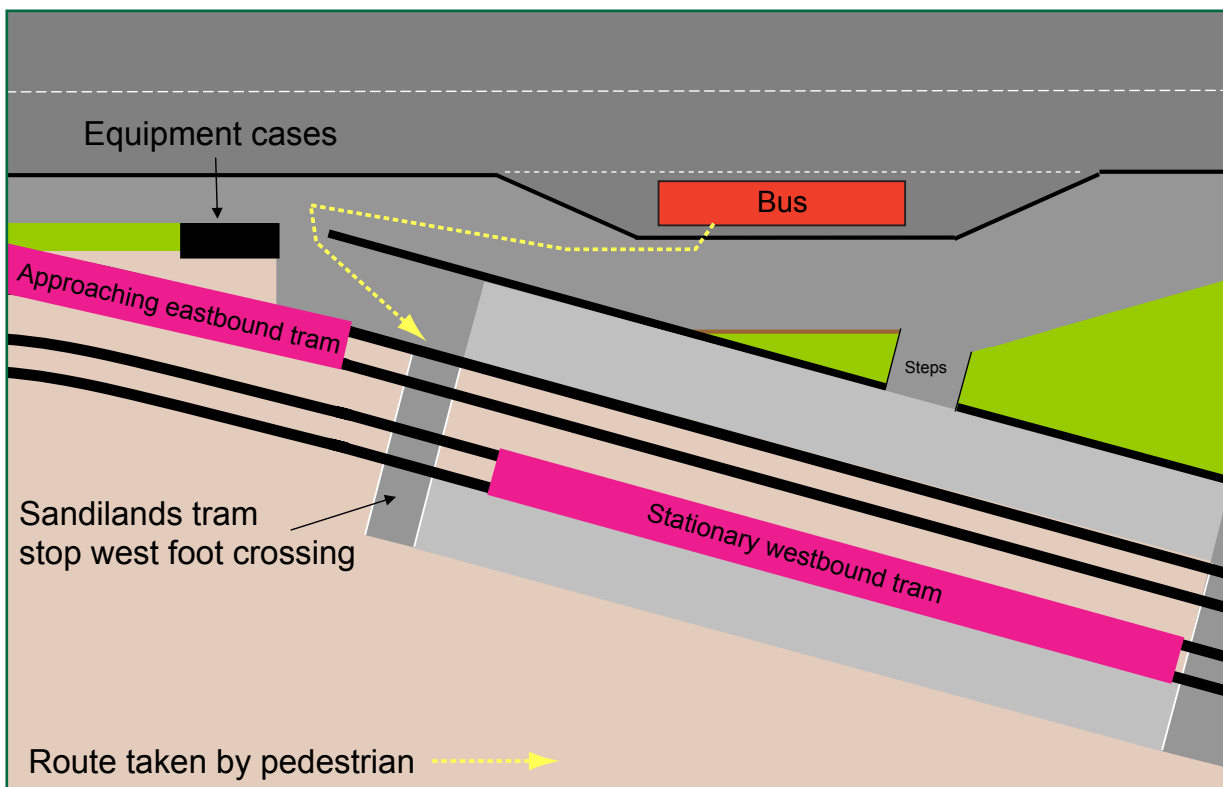 Equipment cases
Bus
Approaching eastbound tram
Steps
Sandilands tram
stop west foot crossing
Stationary westbound tram
Route taken by pedestrian